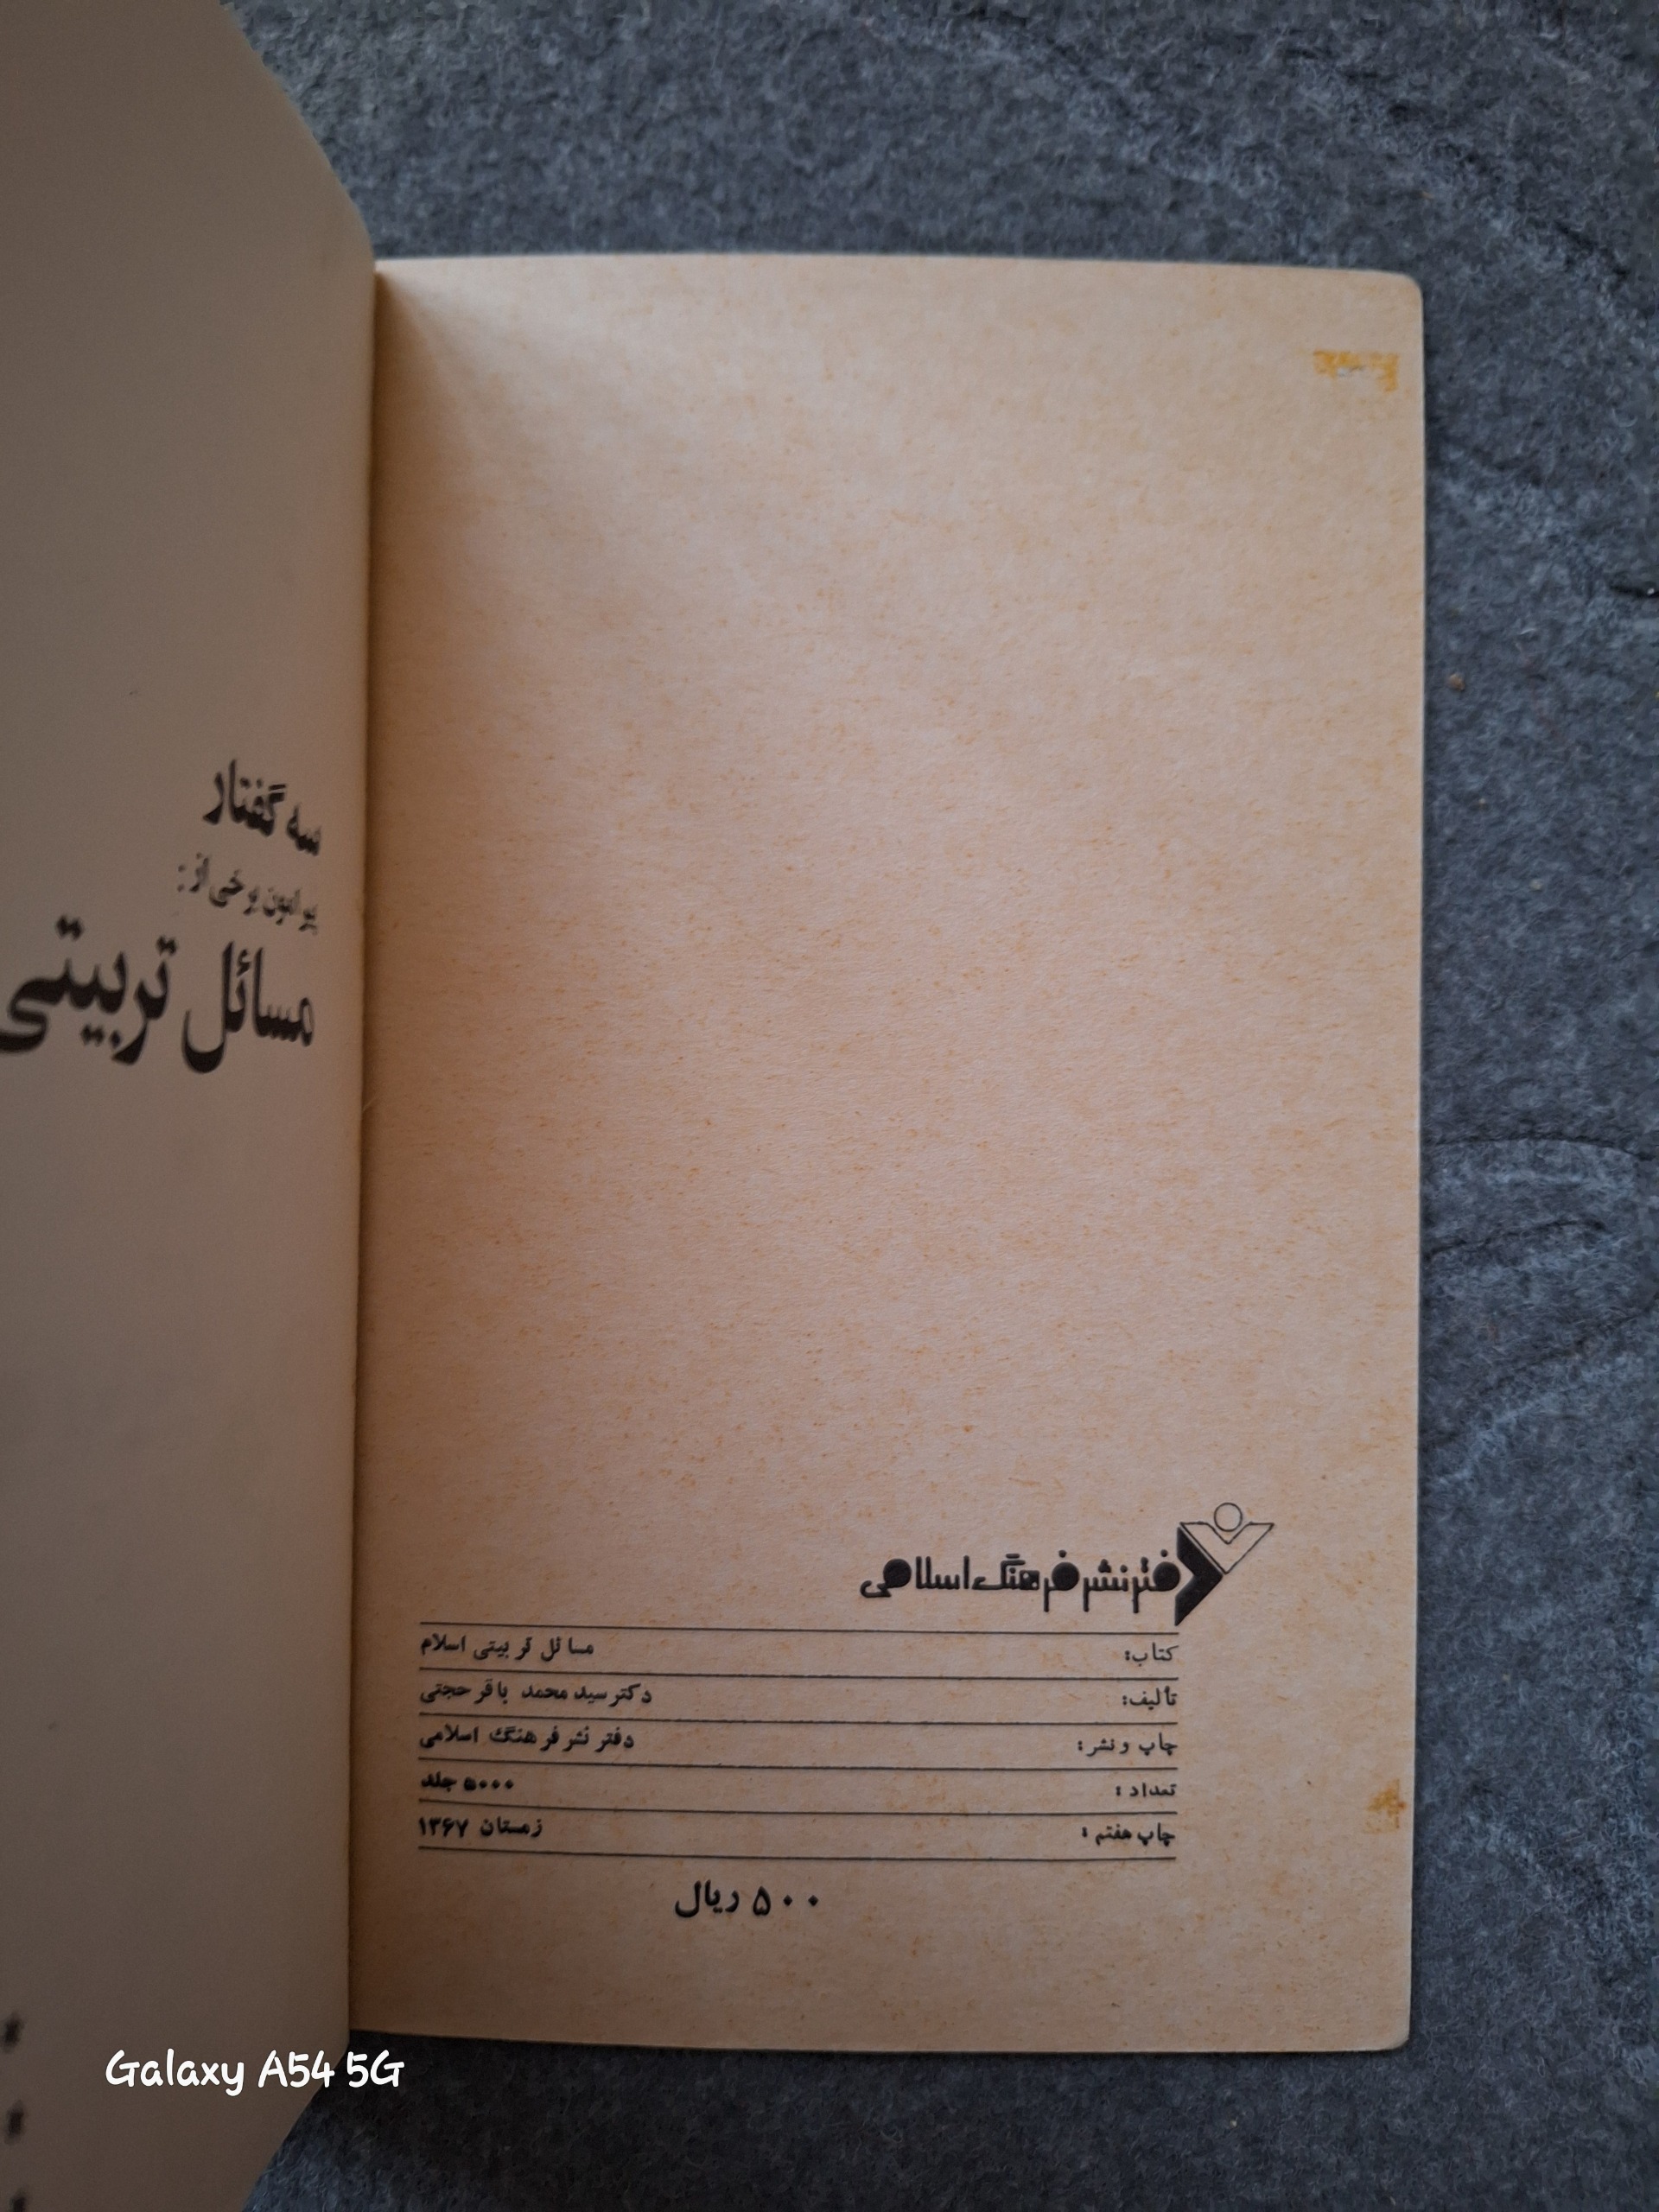 دفتر نشر فرهنگ اسلامی
کتاب: مسائل تربیتی اسلام
تألیف: دکتر سید محمد باقر حجتی
چاپ و نشر: دفتر نشر فرهنگ اسلامی
تعداد: ۵۰۰۰ جلد
چاپ هفتم: زمستان ۱۳۶۷
۵۰۰ ریال
سه گفتار
پیرامون برخی از:
مسائل تربیتی
Galaxy A54 5G